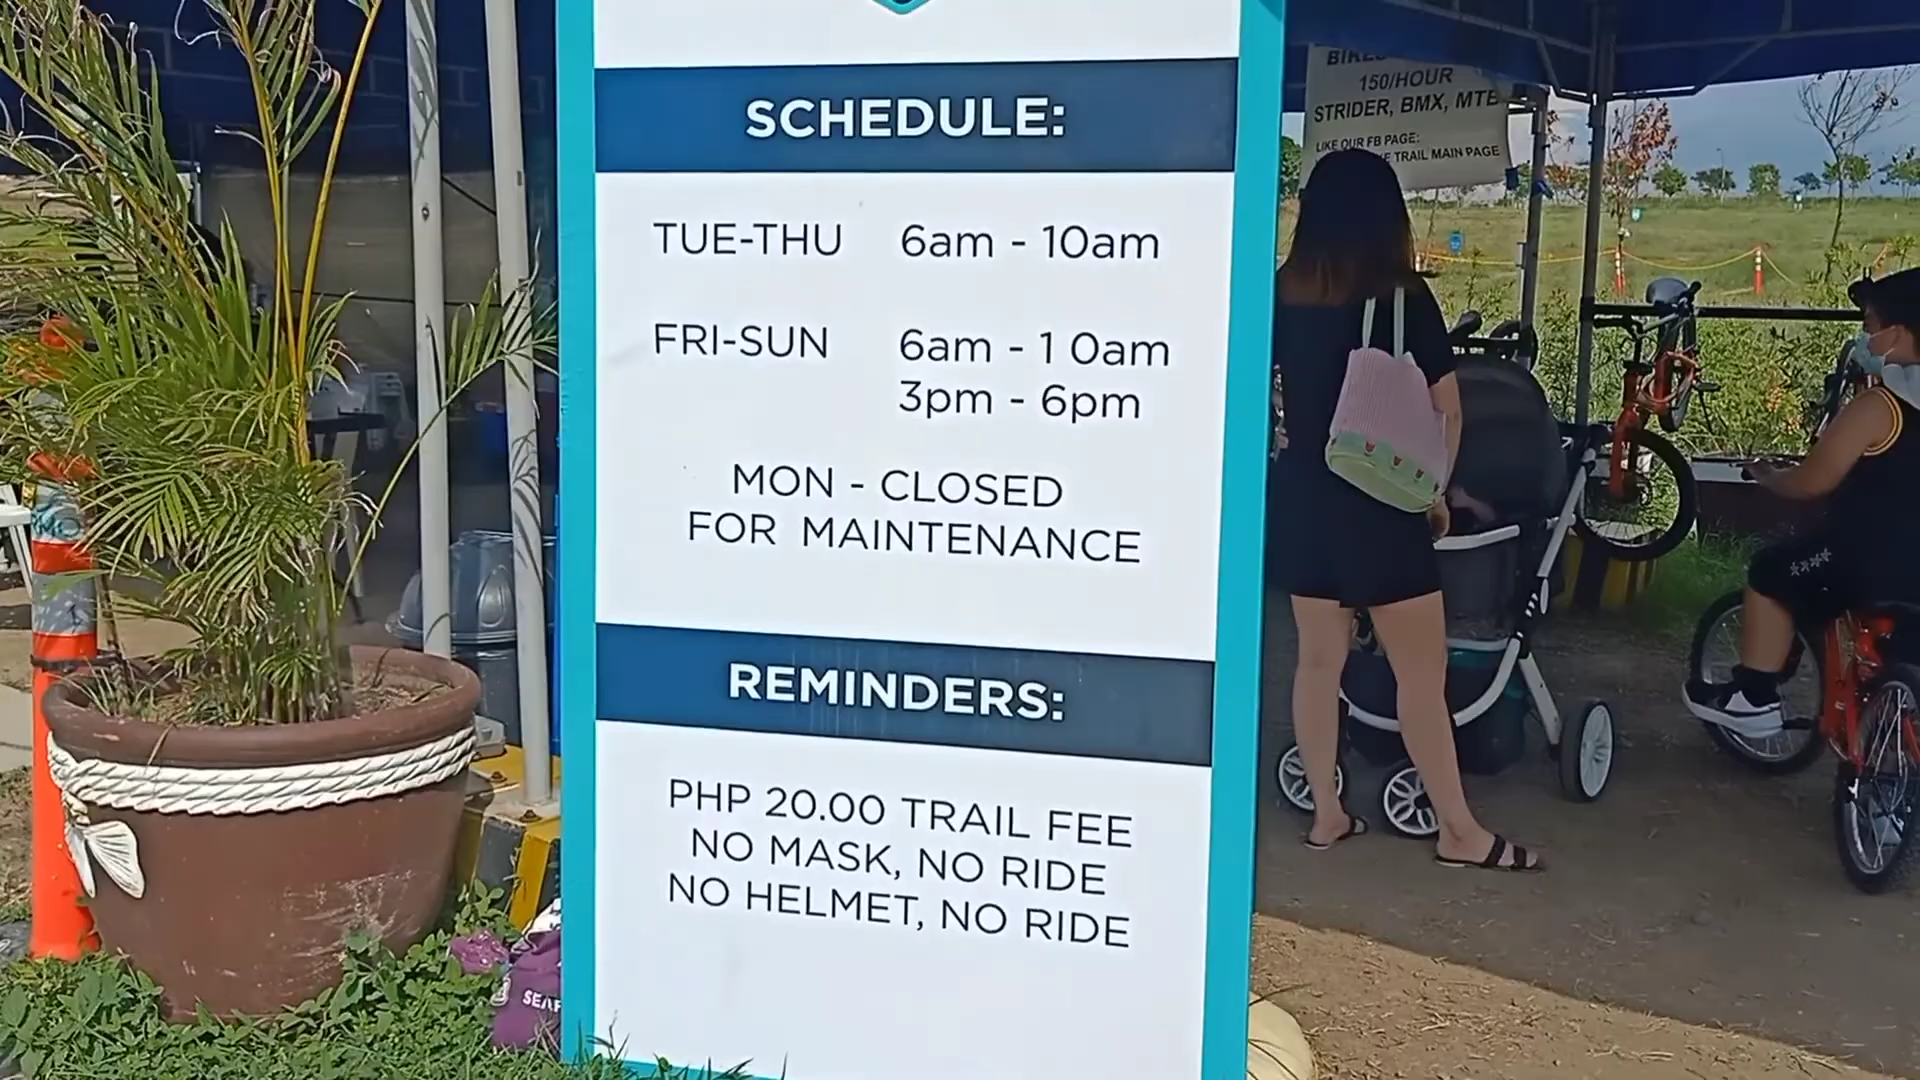 SCHEDULE:
TUE-THU 6am - 10am
FRI-SUN 6am - 1 0am
3pm - 6pm
MON - CLOSED
FOR MAINTENANCE
REMINDERS:
PHP 20.00 TRAIL FEE
NO MASK, NO RIDE
NO HELMET, NO RIDE
150/HOUR
STRIDER, BMX, MTB
LIKE OUR FB PAGE:
TRAIL MAIN PAGE